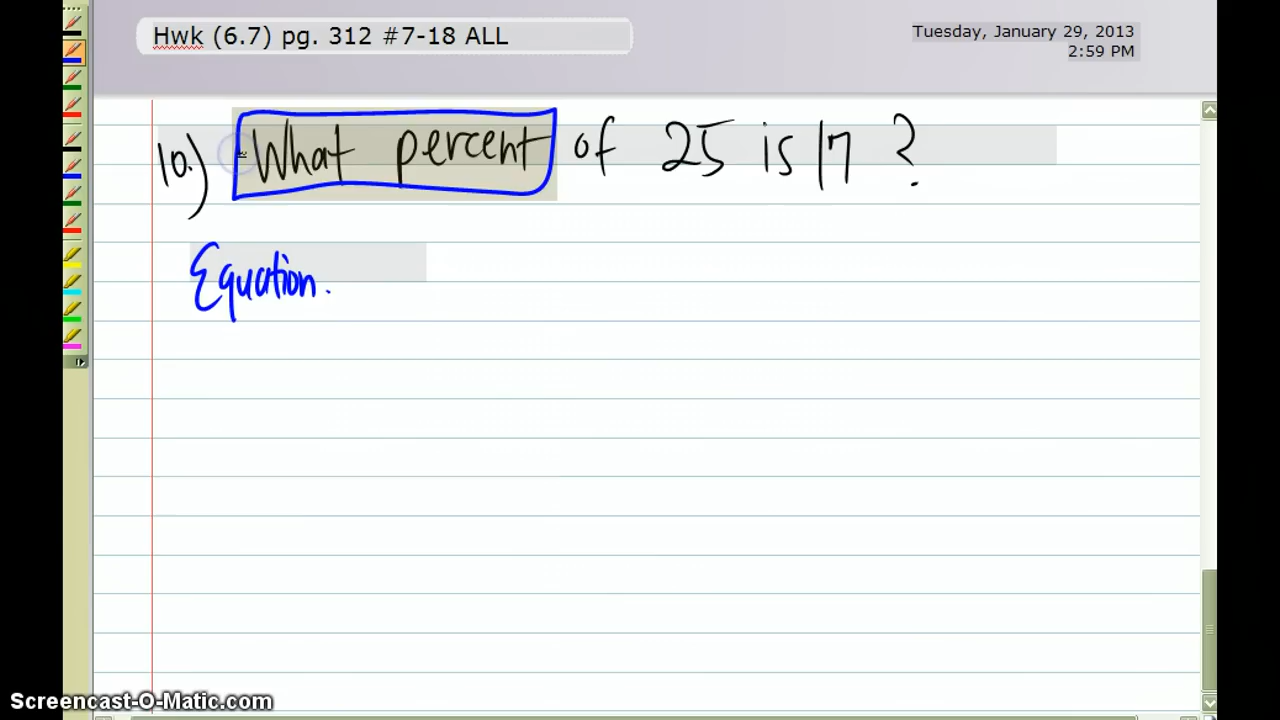 Hwk (6.7) pg. 312 #7-18 ALL
Tuesday, January 29, 2013
2:59 PM
10.) What percent of 25 is 17 ?
Equation.
Screencast-O-Matic.com